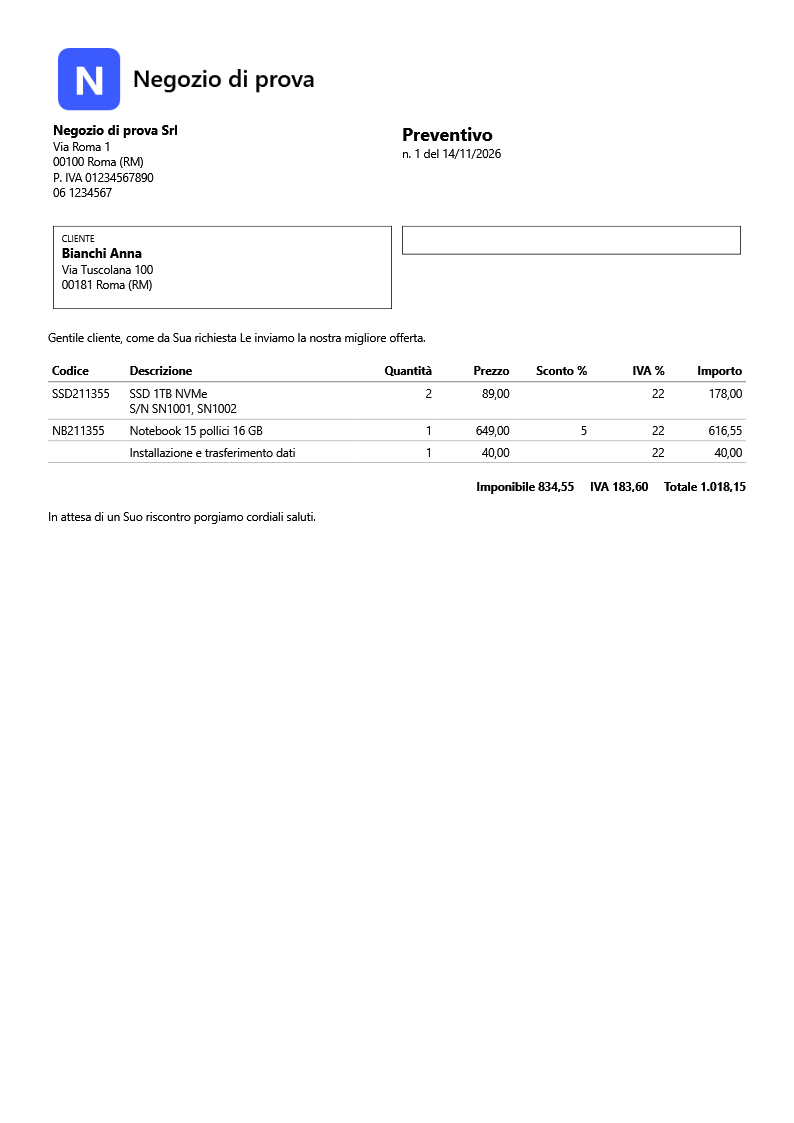 N Negozio di prova
Negozio di prova Srl
Via Roma 1
00100 Roma (RM)
P. IVA 01234567890
06 1234567
Preventivo
n. 1 del 14/11/2026
CLIENTE
Bianchi Anna
Via Tuscolana 100
00181 Roma (RM)
Gentile cliente, come da Sua richiesta Le inviamo la nostra migliore offerta.
Codice Descrizione Quantità Prezzo Sconto % IVA % Importo
SSD211355 SSD 1TB NVMe 2 89,00 22 178,00
S/N SN1001, SN1002
NB211355 Notebook 15 pollici 16 GB 1 649,00 5 22 616,55
Installazione e trasferimento dati 1 40,00 22 40,00
Imponibile 834,55 IVA 183,60 Totale 1.018,15
In attesa di un Suo riscontro porgiamo cordiali saluti.